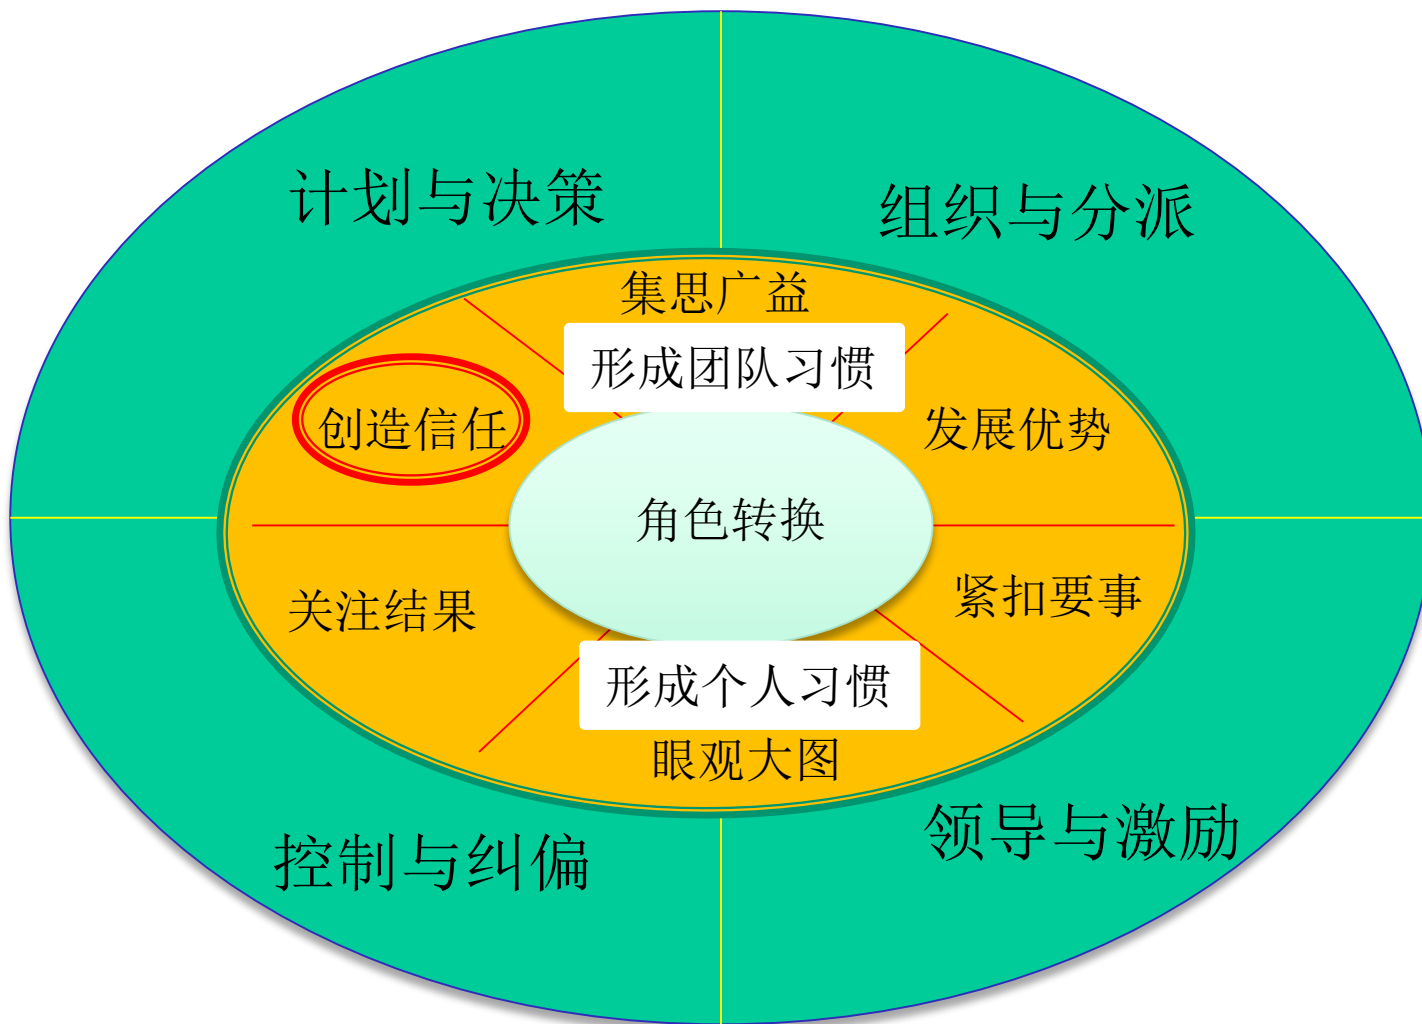 计划与决策
组织与分派
集思广益
形成团队习惯
创造信任
发展优势
角色转换
关注结果
紧扣要事
形成个人习惯
眼观大图
控制与纠偏
领导与激励